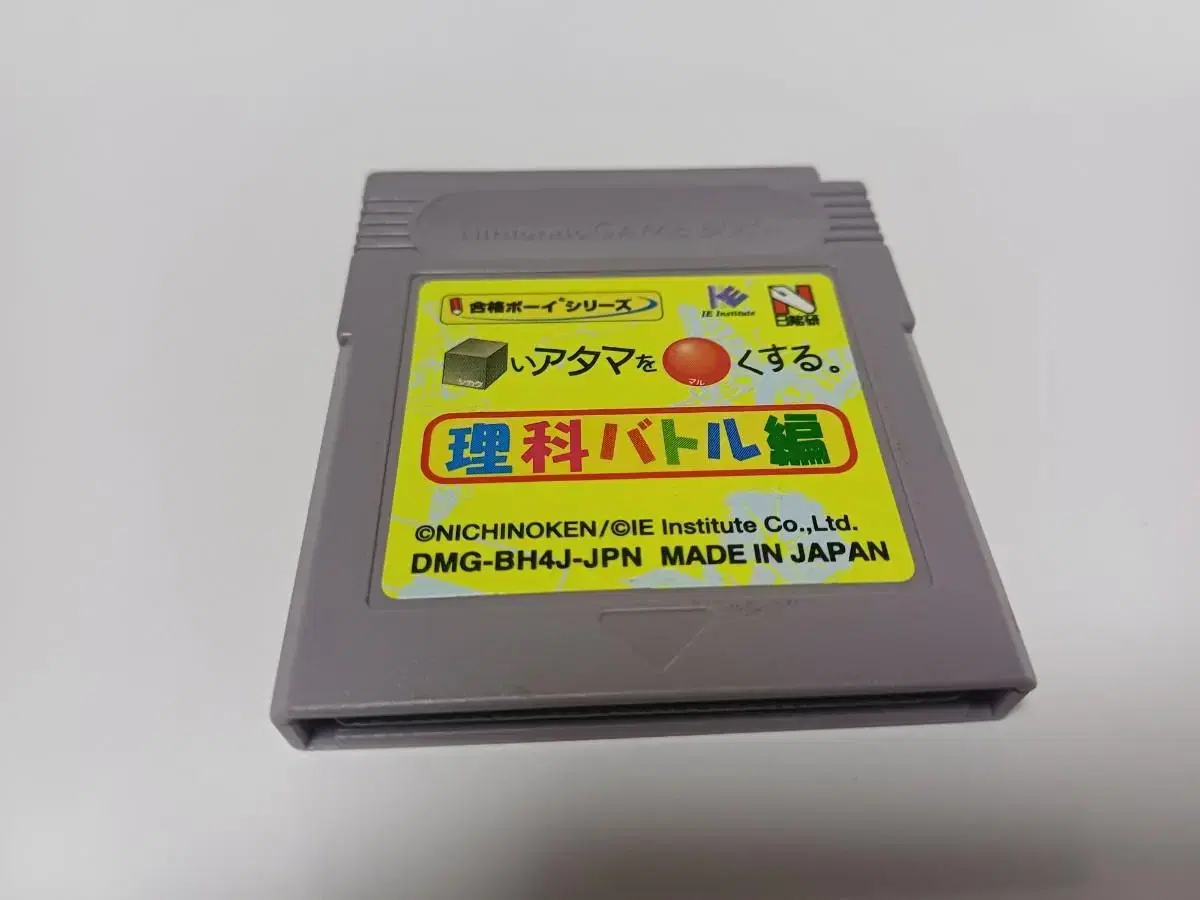 Nintendo GAME BOY
合格ボーイ®シリーズ
IE
IE Institute
N
日能研
いアタマを
くする。
シカク
マル
理科バトル編
©NICHINOKEN/©IE Institute Co.,Ltd.
DMG-BH4J-JPN MADE IN JAPAN